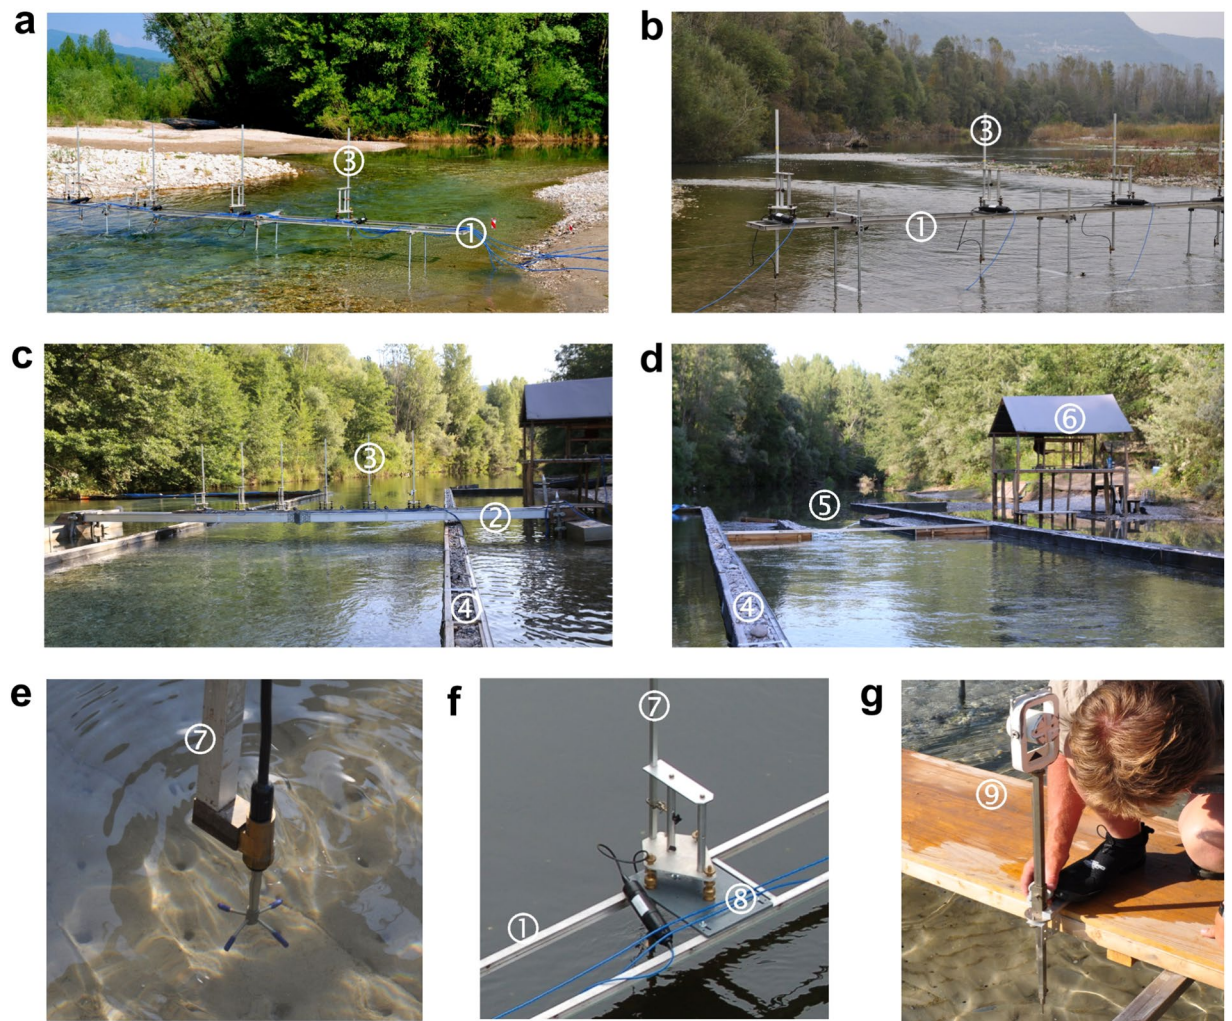 a
b
③
③
①
①
c
d
⑥
③
⑤
②
④
④
e
f
⑦
g
⑦
⑨
⑧
①